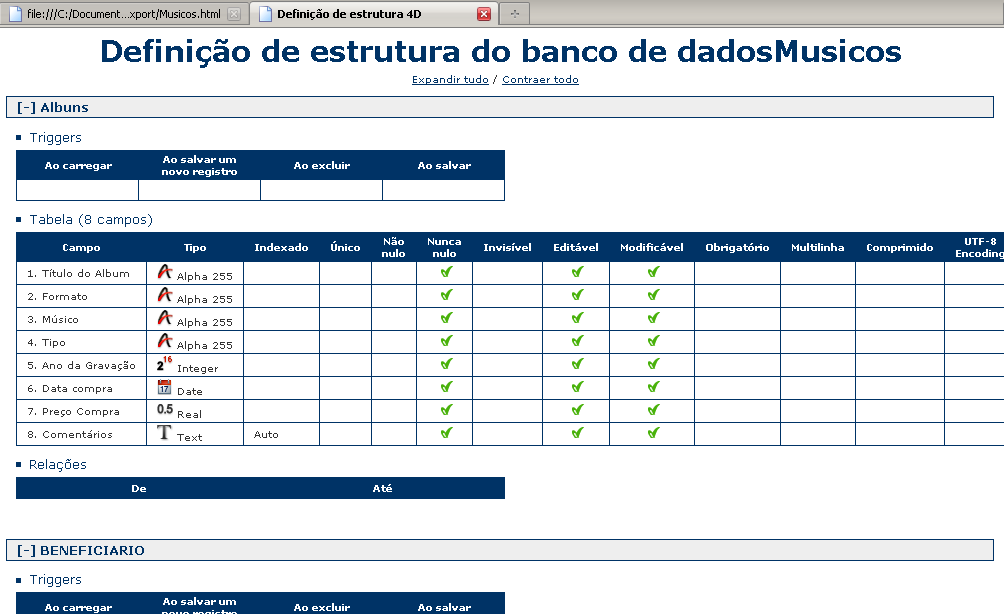 file:///C:/Document...xport/Musicos.html Definição de estrutura 4D
Definição de estrutura do banco de dadosMusicos
Expandir tudo / Contraer todo
[-] Albuns
Triggers
Ao carregar Ao salvar um novo registro Ao excluir Ao salvar
Tabela (8 campos)
Campo Tipo Indexado Único Não nulo Nunca nulo Invisível Editável Modificável Obrigatório Multilinha Comprimido UTF-8 Encoding
1. Título do Album Alpha 255
2. Formato Alpha 255
3. Músico Alpha 255
4. Tipo Alpha 255
5. Ano da Gravação 2 16 Integer
6. Data compra 17 Date
7. Preço Compra 0.5 Real
8. Comentários T Text Auto
Relações
De Até
[-] BENEFICIARIO
Triggers
Ao carregar Ao salvar um novo registro Ao excluir Ao salvar